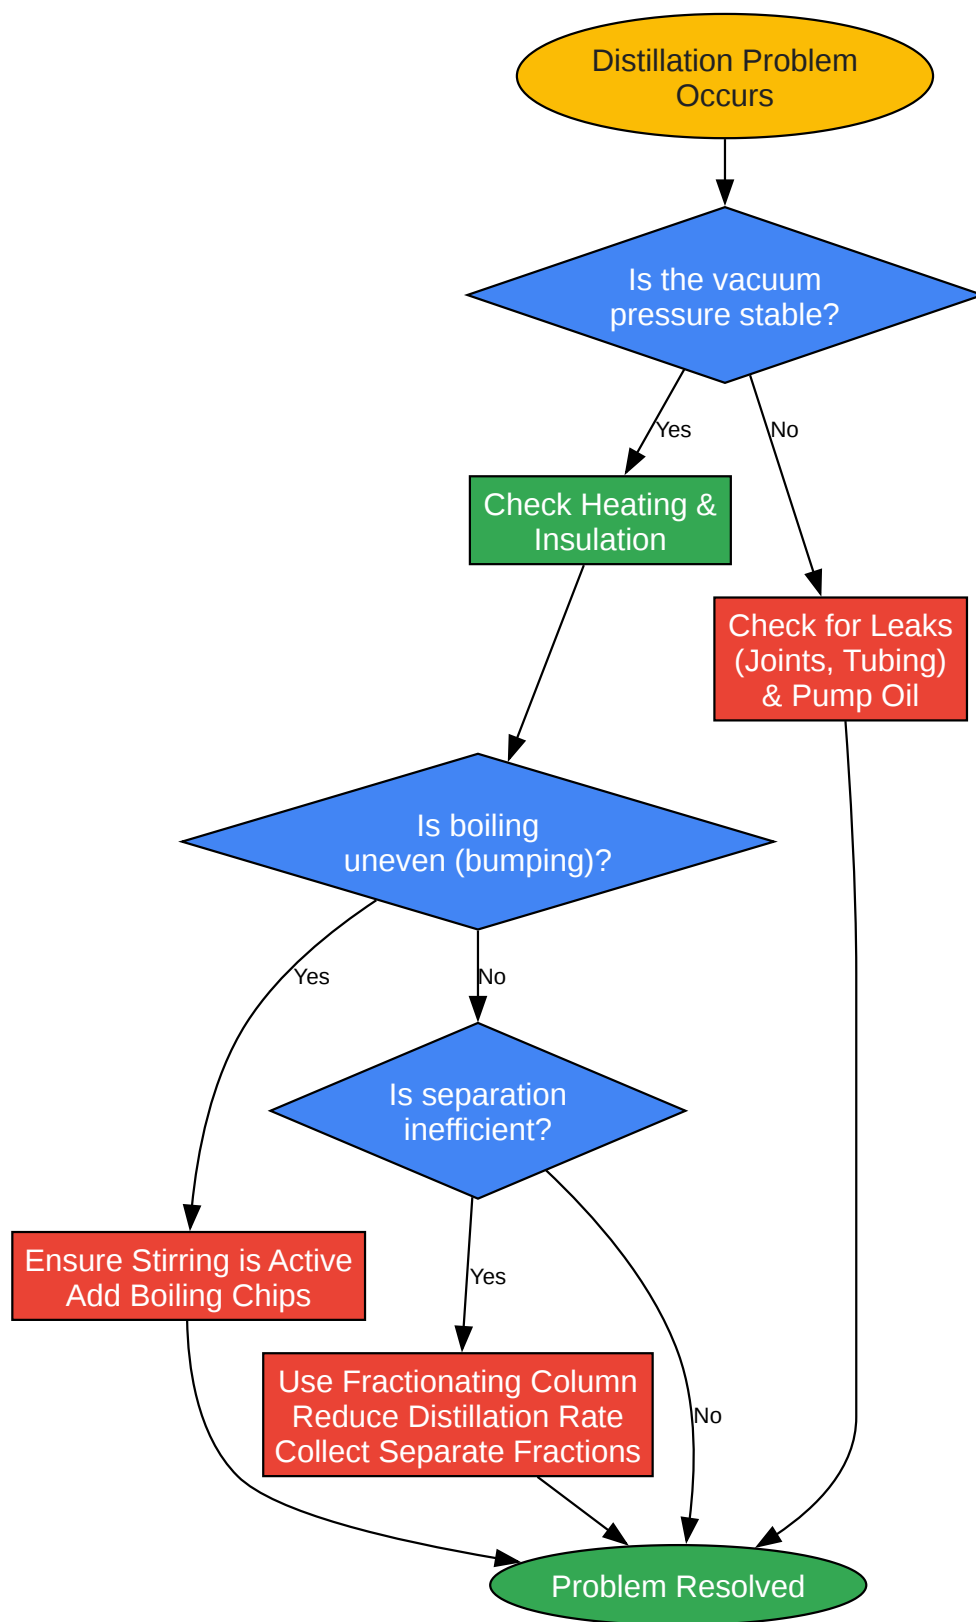 Distillation Problem
Occurs
Is the vacuum
pressure stable?
Yes
No
Check Heating &
Insulation
Check for Leaks
(Joints, Tubing)
& Pump Oil
Is boiling
uneven (bumping)?
Yes
No
Is separation
inefficient?
Ensure Stirring is Active
Add Boiling Chips
Yes
Use Fractionating Column
Reduce Distillation Rate
Collect Separate Fractions
No
Problem Resolved